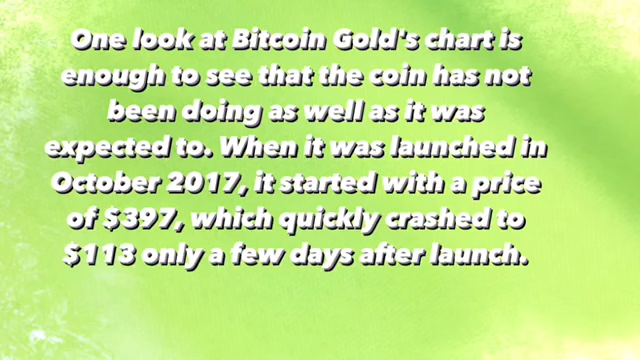 One look at Bitcoin Gold's chart is
enough to see that the coin has not
been doing as well as it was
expected to. When it was launched in
October 2017, it started with a price
of $397, which quickly crashed to
$113 only a few days after launch.